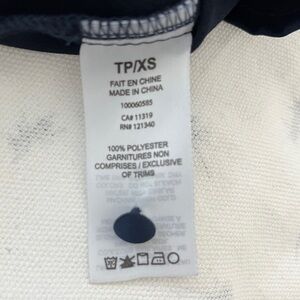 TP/XS
FAIT EN CHINE
MADE IN CHINA
100060585
CA# 11319
RN# 121340
100% POLYESTER
GARNITURES NON
COMPRISES / EXCLUSIVE
OF TRIMS